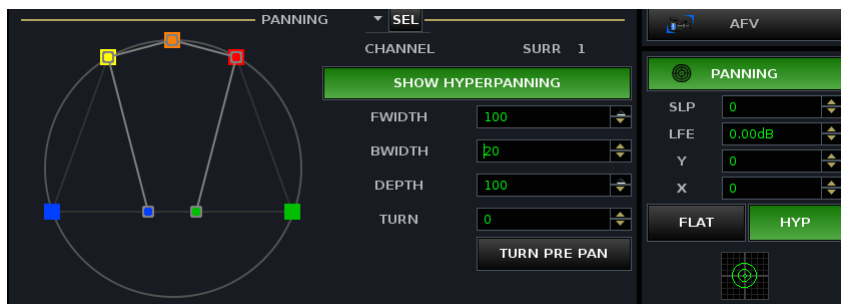 PANNING SEL
CHANNEL SURR 1
SHOW HYPERPANNING
FWIDTH 100
BWIDTH 20
DEPTH 100
TURN 0
TURN PRE PAN
AFV
PANNING
SLP 0
LFE 0.00dB
Y 0
X 0
FLAT HYP